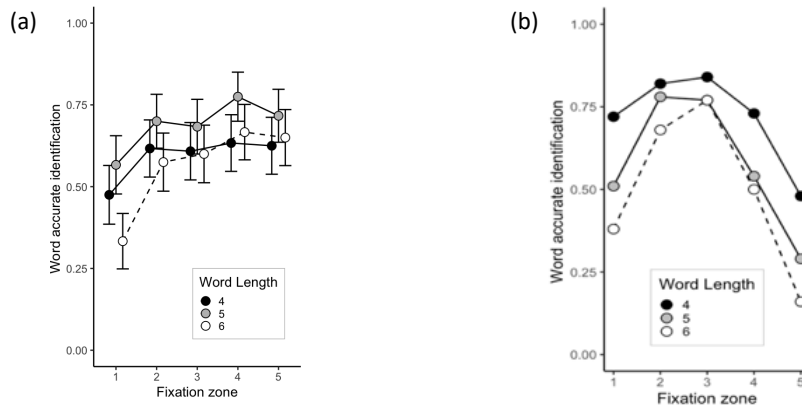 (a)
1.00
0.75
0.50
0.25
0.00
Word accurate identification
Word Length
4
5
6
1 2 3 4 5
Fixation zone
(b)
1.00
0.75
0.50
0.25
0.00
Word accurate identification
Word Length
4
5
6
1 2 3 4 5
Fixation zone